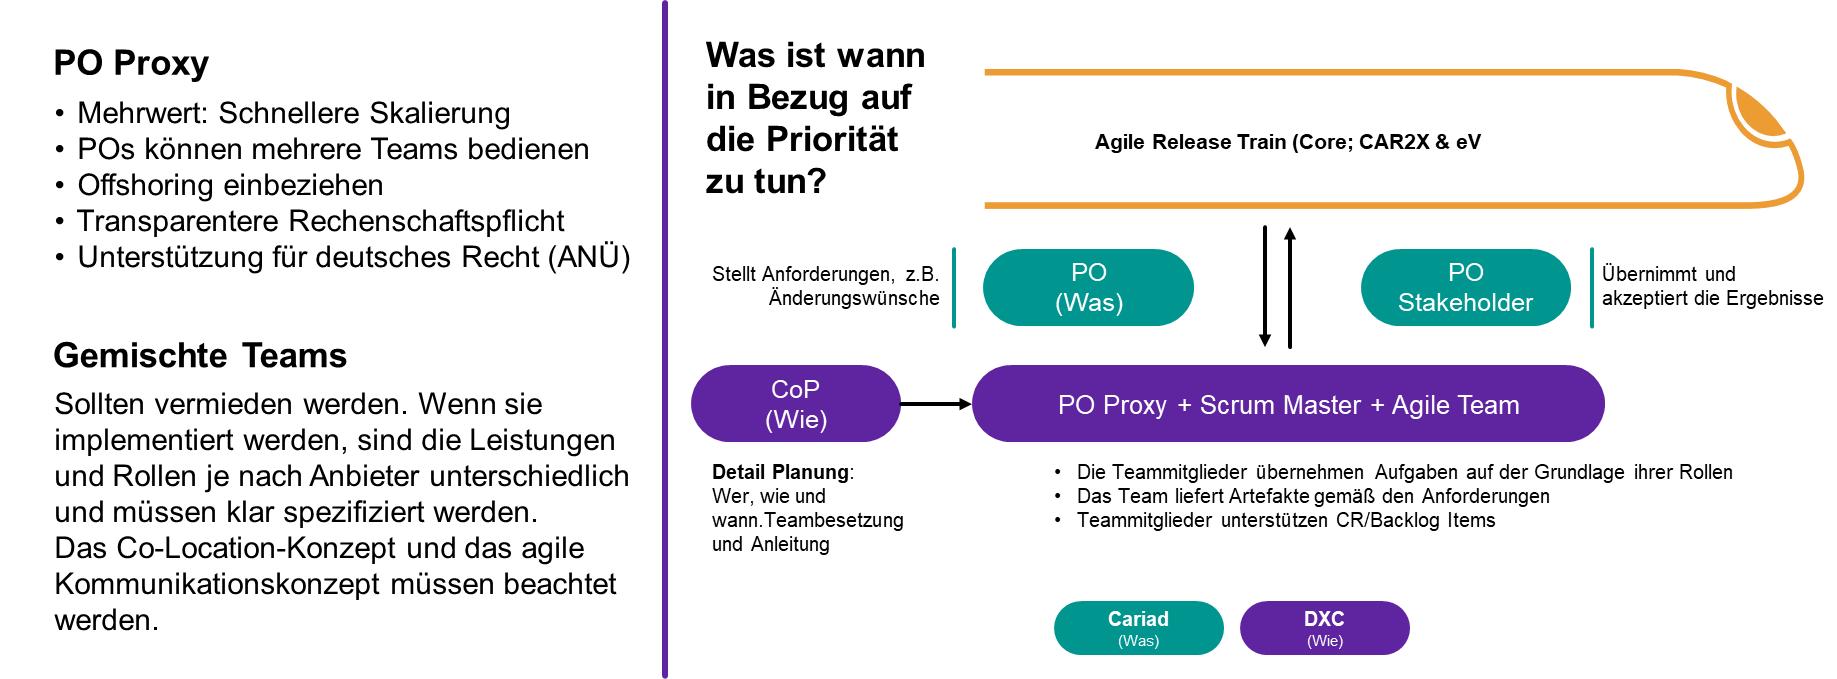 PO Proxy
• Mehrwert: Schnellere Skalierung
• POs können mehrere Teams bedienen
• Offshoring einbeziehen
• Transparentere Rechenschaftspflicht
• Unterstützung für deutsches Recht (ANÜ)
Gemischte Teams
Sollten vermieden werden. Wenn sie
implementiert werden, sind die Leistungen
und Rollen je nach Anbieter unterschiedlich
und müssen klar spezifiziert werden.
Das Co-Location-Konzept und das agile
Kommunikationskonzept müssen beachtet
werden.
Was ist wann
in Bezug auf
die Priorität
zu tun?
Agile Release Train (Core; CAR2X & eV
Stellt Anforderungen, z.B.
Änderungswünsche
PO
(Was)
PO
Stakeholder
Übernimmt und
akzeptiert die Ergebnisse
CoP
(Wie)
PO Proxy + Scrum Master + Agile Team
Detail Planung:
Wer, wie und
wann.Teambesetzung
und Anleitung
• Die Teammitglieder übernehmen Aufgaben auf der Grundlage ihrer Rollen
• Das Team liefert Artefakte gemäß den Anforderungen
• Teammitglieder unterstützen CR/Backlog Items
Cariad
(Was)
DXC
(Wie)